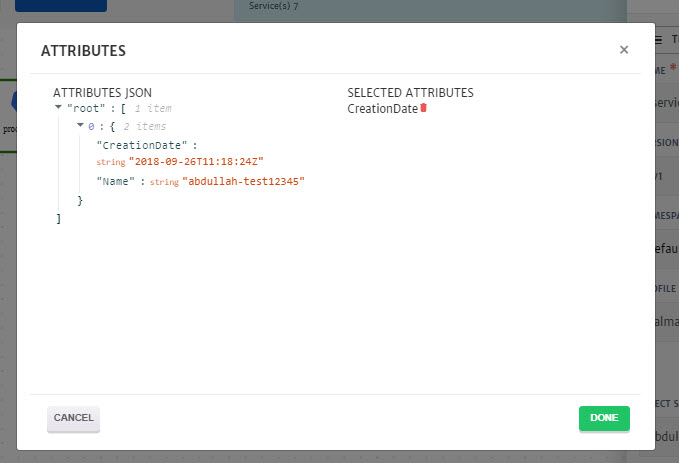 Service(s) 7
ATTRIBUTES
×
ATTRIBUTES JSON
"root" : [ 1 item
0 : { 2 items
"CreationDate" :
string "2018-09-26T11:18:24Z"
"Name" : string "abdullah-test12345"
}
]
SELECTED ATTRIBUTES
CreationDate
CANCEL
DONE